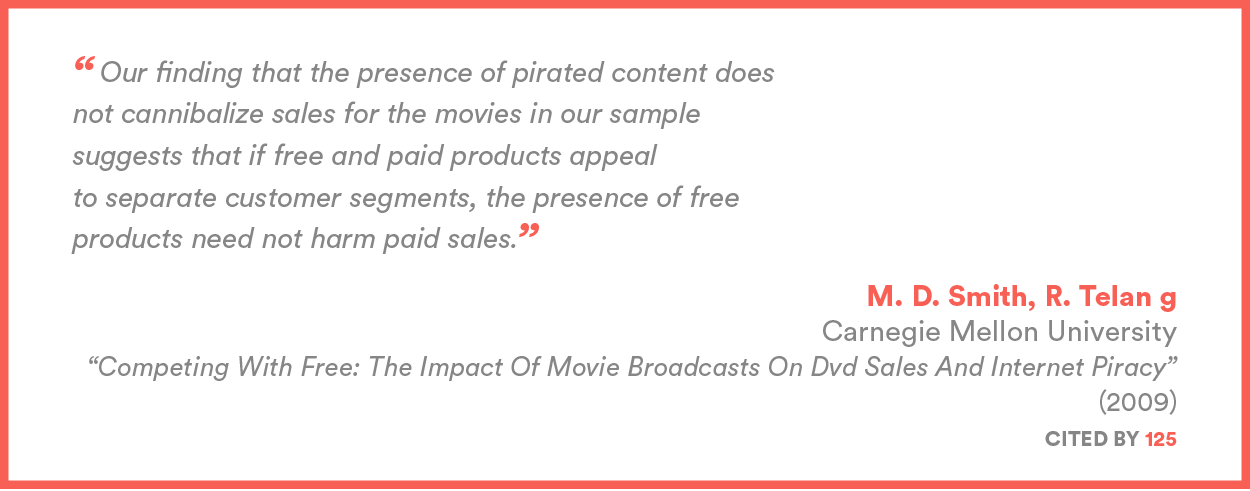 “ Our finding that the presence of pirated content does
not cannibalize sales for the movies in our sample
suggests that if free and paid products appeal
to separate customer segments, the presence of free
products need not harm paid sales.”
M. D. Smith, R. Telan g
Carnegie Mellon University
“Competing With Free: The Impact Of Movie Broadcasts On Dvd Sales And Internet Piracy”
(2009)
CITED BY 125